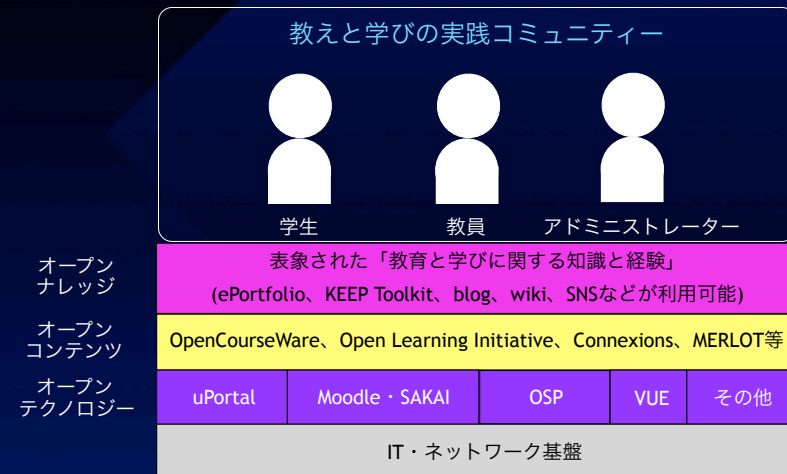 教えと学びの実践コミュニティー
学生
教員
アドミニストレーター
オープン
ナレッジ
表象された「教育と学びに関する知識と経験」
(ePortfolio、KEEP Toolkit、blog、wiki、SNSなどが利用可能)
オープン
コンテンツ
OpenCourseWare、Open Learning Initiative、Connexions、MERLOT等
オープン
テクノロジー
uPortal
Moodle・SAKAI
OSP
VUE
その他
IT・ネットワーク基盤